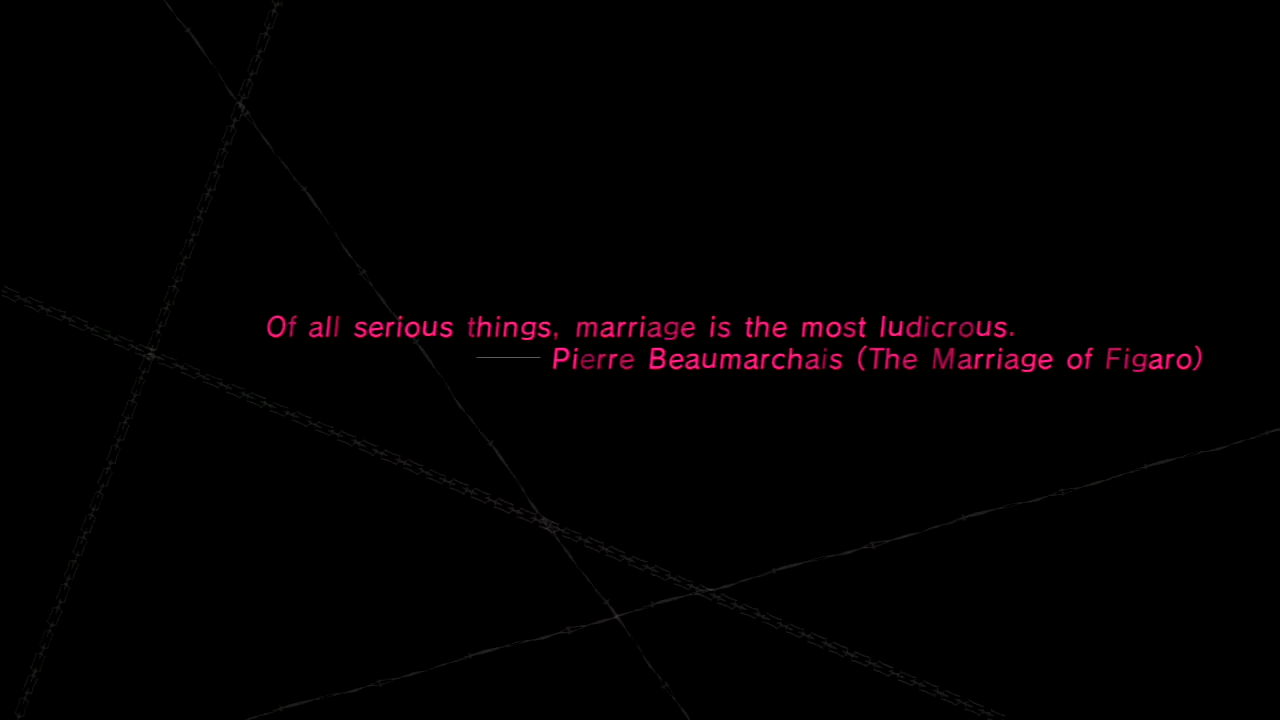 Of all serious things, marriage is the most ludicrous.
—— Pierre Beaumarchais (The Marriage of Figaro)